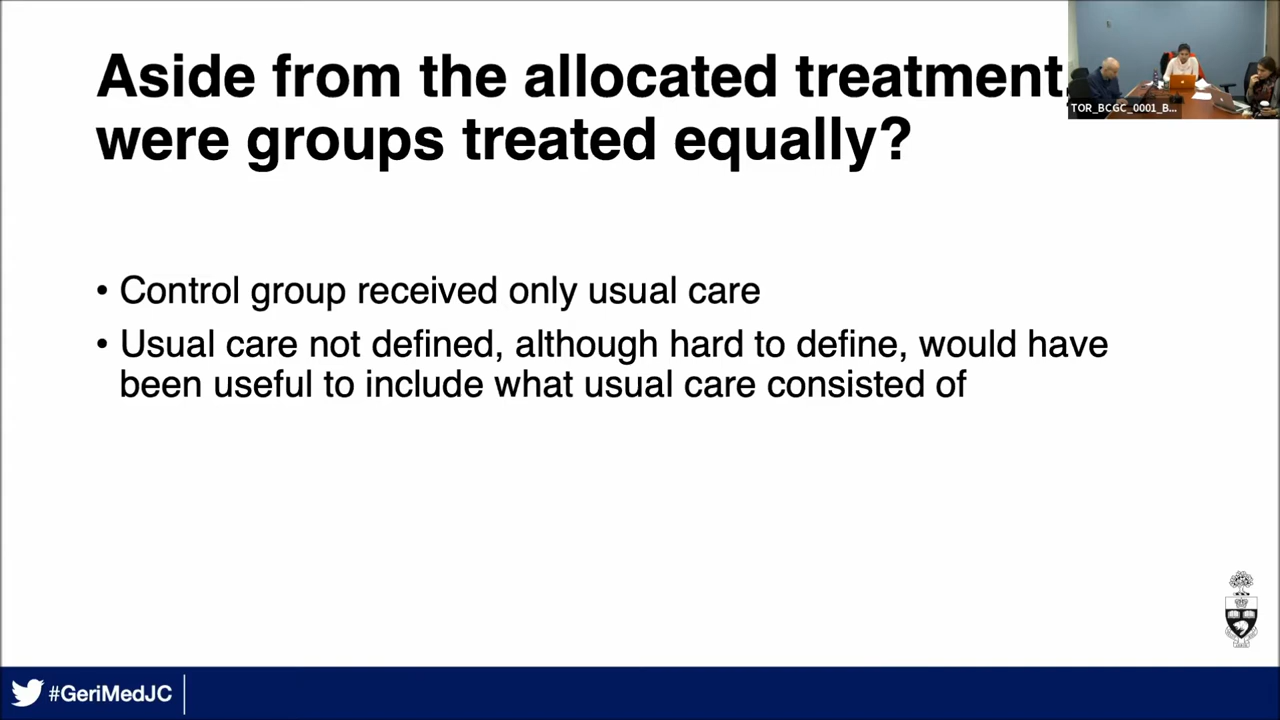 Aside from the allocated treatment,
were groups treated equally?
TOR_BCGC_0001_B...
• Control group received only usual care
• Usual care not defined, although hard to define, would have
been useful to include what usual care consisted of
#GeriMedJC